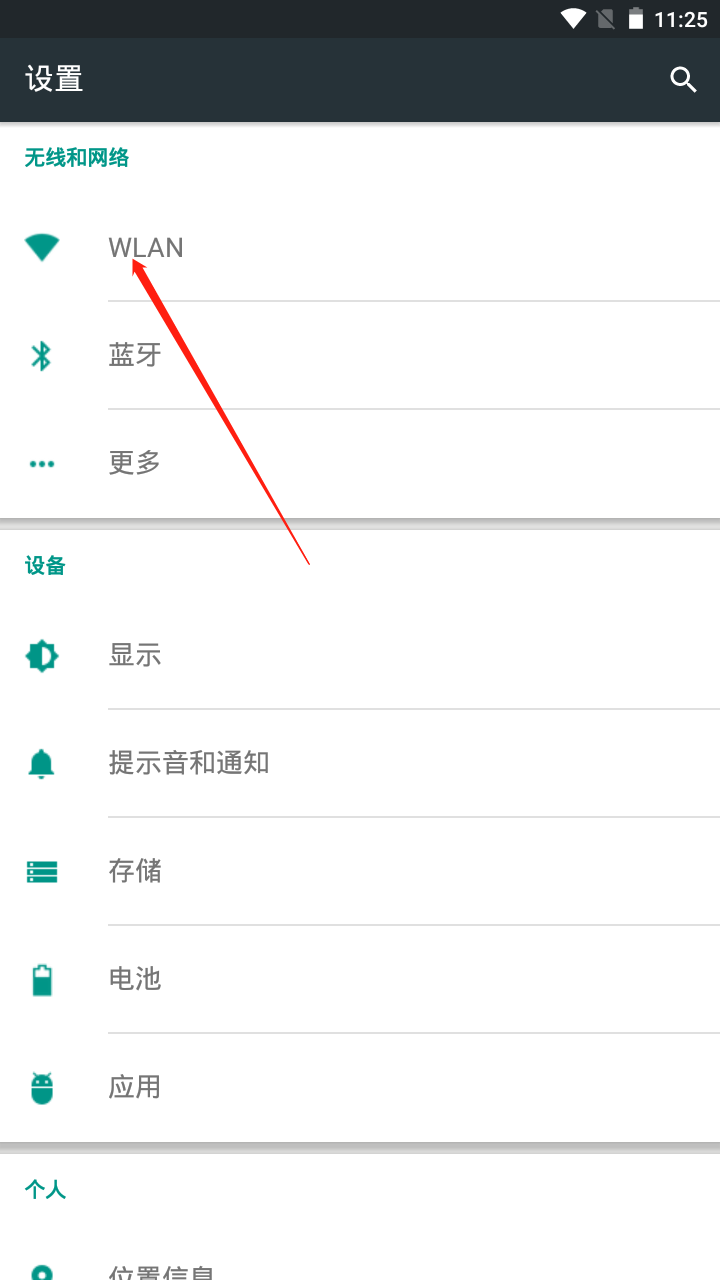 11:25
设置
无线和网络
WLAN
蓝牙
更多
设备
显示
提示音和通知
存储
电池
应用
个人
位置信息